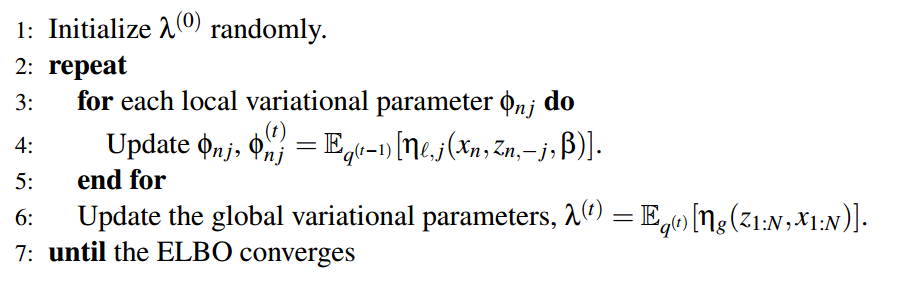 1: Initialize λ^(0) randomly.
2: repeat
3: for each local variational parameter ϕ_nj do
4: Update ϕ_nj, ϕ_nj^(t) = 𝔼_q^(t−1)[η_ℓ,j(x_n, z_n,−j, β)].
5: end for
6: Update the global variational parameters, λ^(t) = 𝔼_q^(t)[η_g(z_1:N, x_1:N)].
7: until the ELBO converges